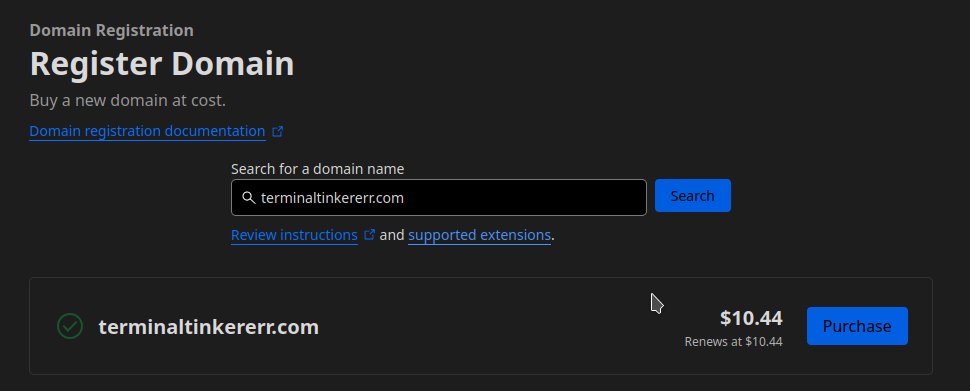 Domain Registration
Register Domain
Buy a new domain at cost.
Domain registration documentation
Search for a domain name
terminaltinkererr.com
Search
Review instructions and supported extensions.
terminaltinkererr.com
$10.44
Renews at $10.44
Purchase